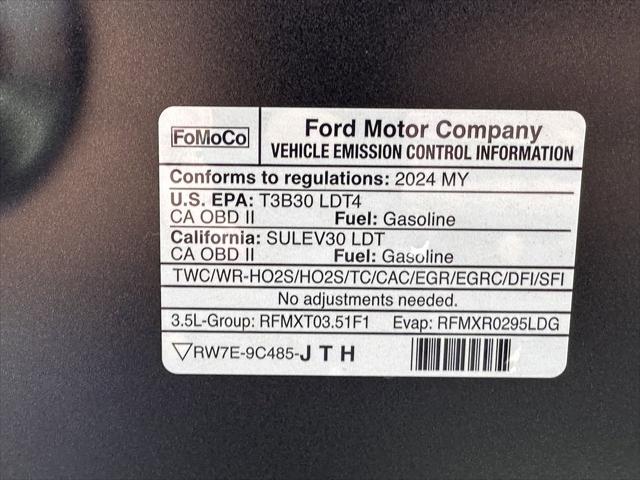 FoMoCo
Ford Motor Company
VEHICLE EMISSION CONTROL INFORMATION
Conforms to regulations: 2024 MY
U.S. EPA: T3B30 LDT4
CA OBD II Fuel: Gasoline
California: SULEV30 LDT
CA OBD II Fuel: Gasoline
TWC/WR-HO2S/HO2S/TC/CAC/EGR/EGRC/DFI/SFI
No adjustments needed.
3.5L-Group: RFMXT03.51F1 Evap: RFMXR0295LDG
▽RW7E-9C485-J T H